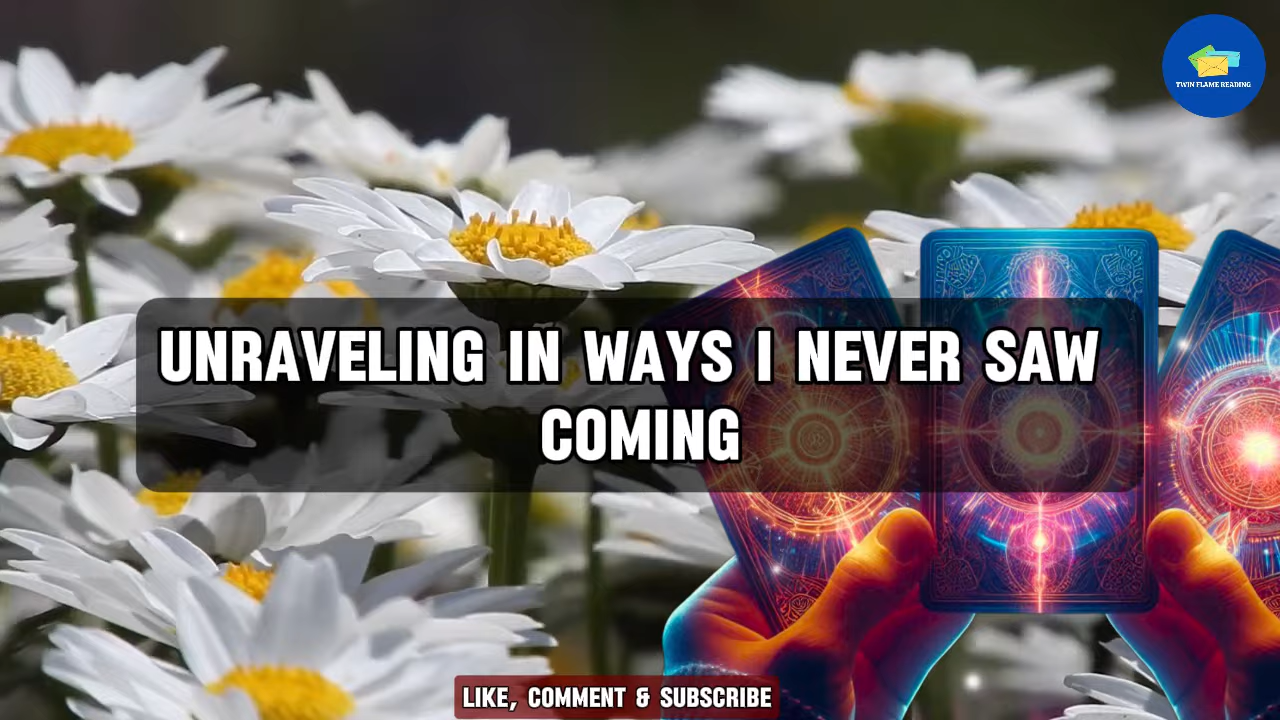 TWIN FLAME READING
UNRAVELING IN WAYS I NEVER SAW
COMING
LIKE, COMMENT & SUBSCRIBE